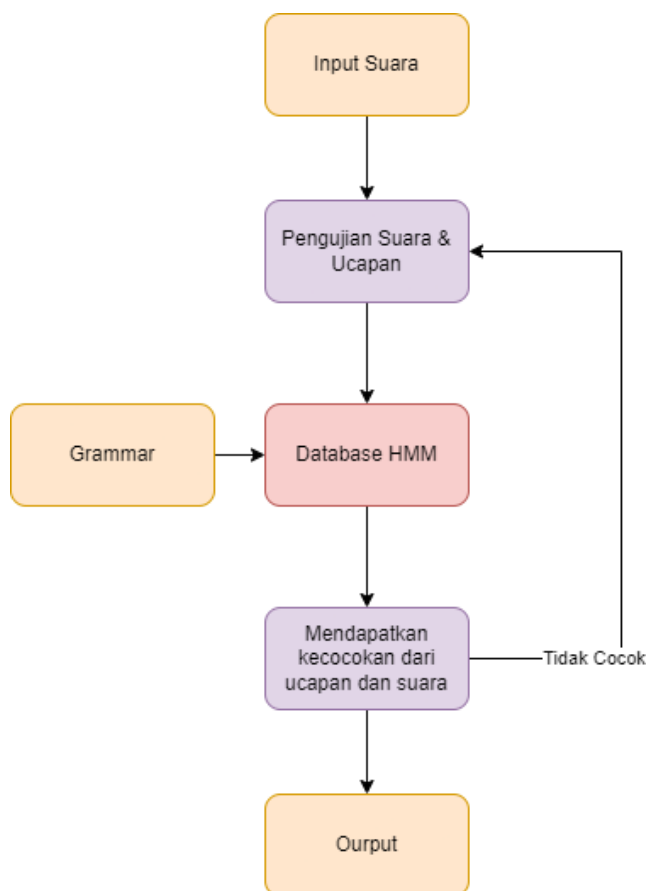 Input Suara
Pengujian Suara &
Ucapan
Grammar
Database HMM
Mendapatkan
kecocokan dari
ucapan dan suara
Tidak Cocok
Ourput